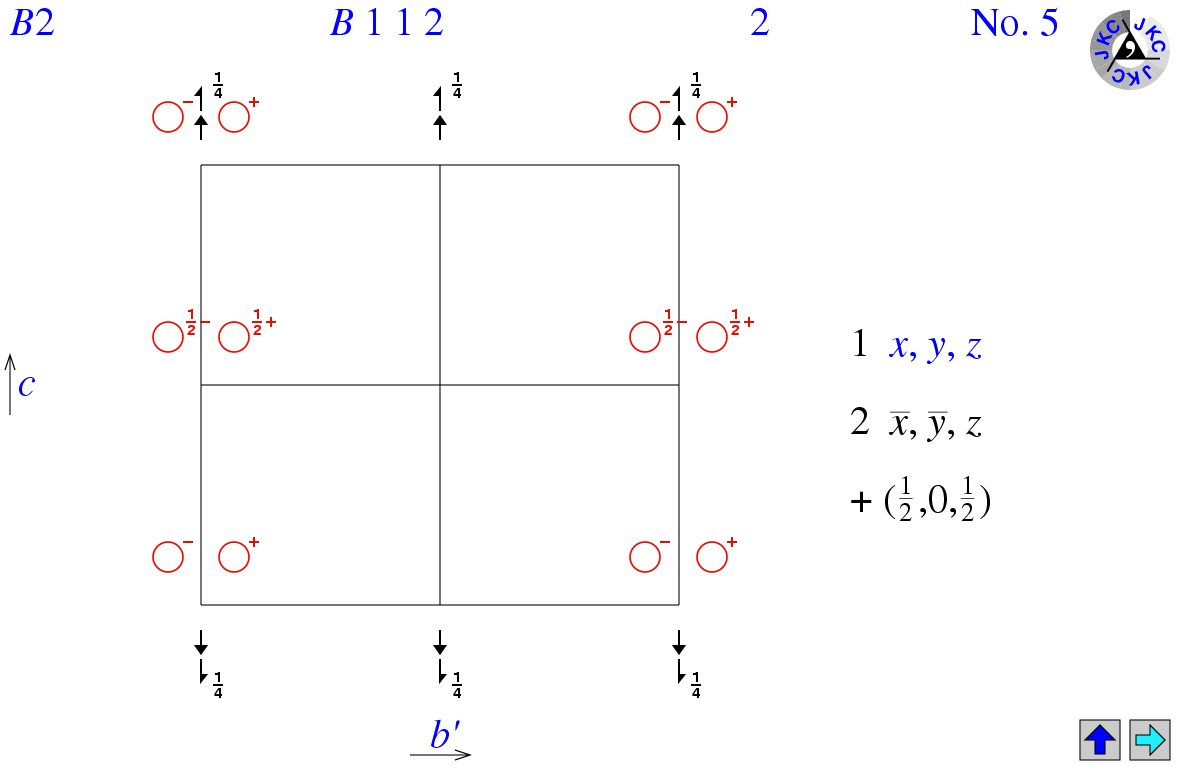 B2 B 1 1 2 2 No. 5
JKC JKC JKC
1/4 1/4 1/4
− + − +
1/2− 1/2+ 1/2− 1/2+
1 x, y, z
c
2 x̅, y̅, z
+ (1/2,0,1/2)
− + − +
1/4 1/4 1/4
b′